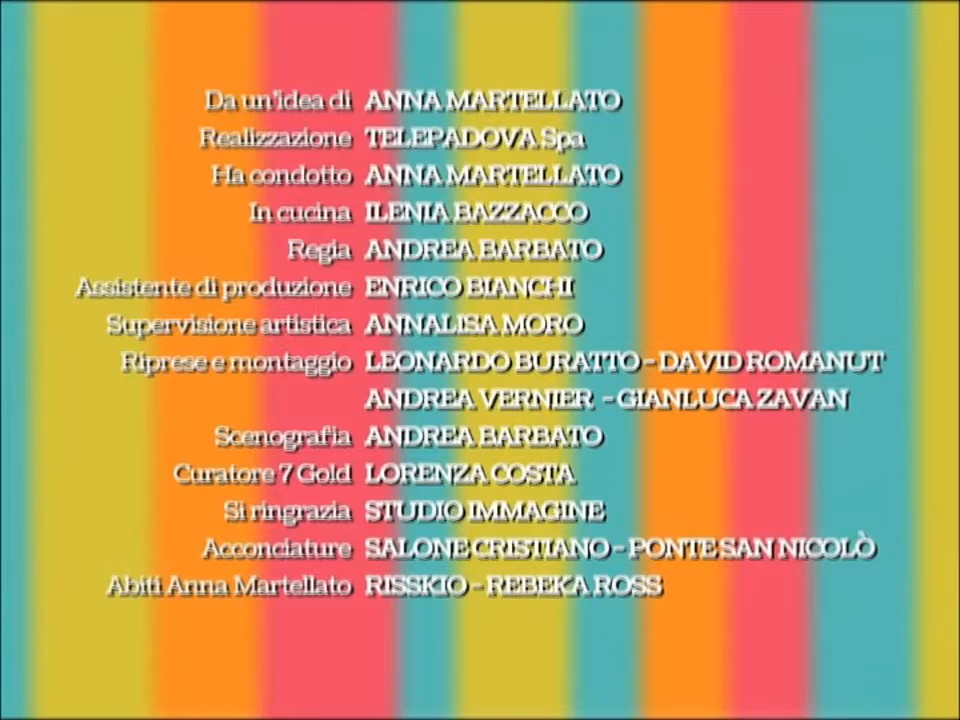 Da un'idea di ANNA MARTELLATO
Realizzazione TELEPADOVA Spa
Ha condotto ANNA MARTELLATO
In cucina ILENIA BAZZACCO
Regia ANDREA BARBATO
Assistente di produzione ENRICO BIANCHI
Supervisione artistica ANNALISA MORO
Riprese e montaggio LEONARDO BURATTO - DAVID ROMANUT
ANDREA VERNIER - GIANLUCA ZAVAN
Scenografia ANDREA BARBATO
Curatore 7 Gold LORENZA COSTA
Si ringrazia STUDIO IMMAGINE
Acconciature SALONE CRISTIANO - PONTE SAN NICOLÒ
Abiti Anna Martellato RISSKIO - REBEKA ROSS